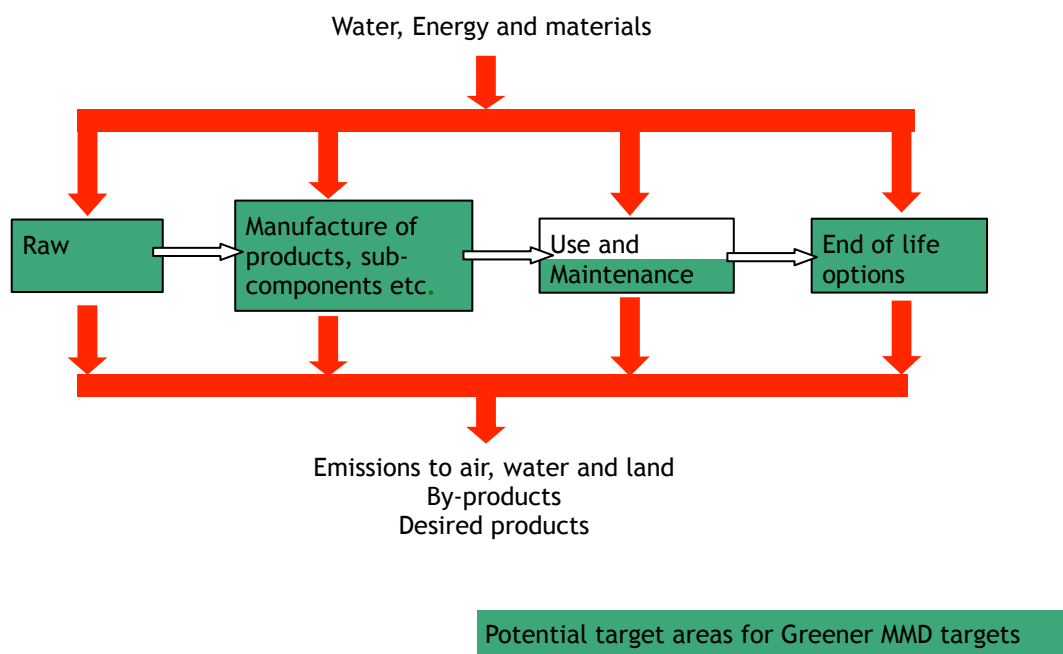 Water, Energy and materials
Raw
Manufacture of
products, sub-
components etc.
Use and
Maintenance
End of life
options
Emissions to air, water and land
By-products
Desired products
Potential target areas for Greener MMD targets